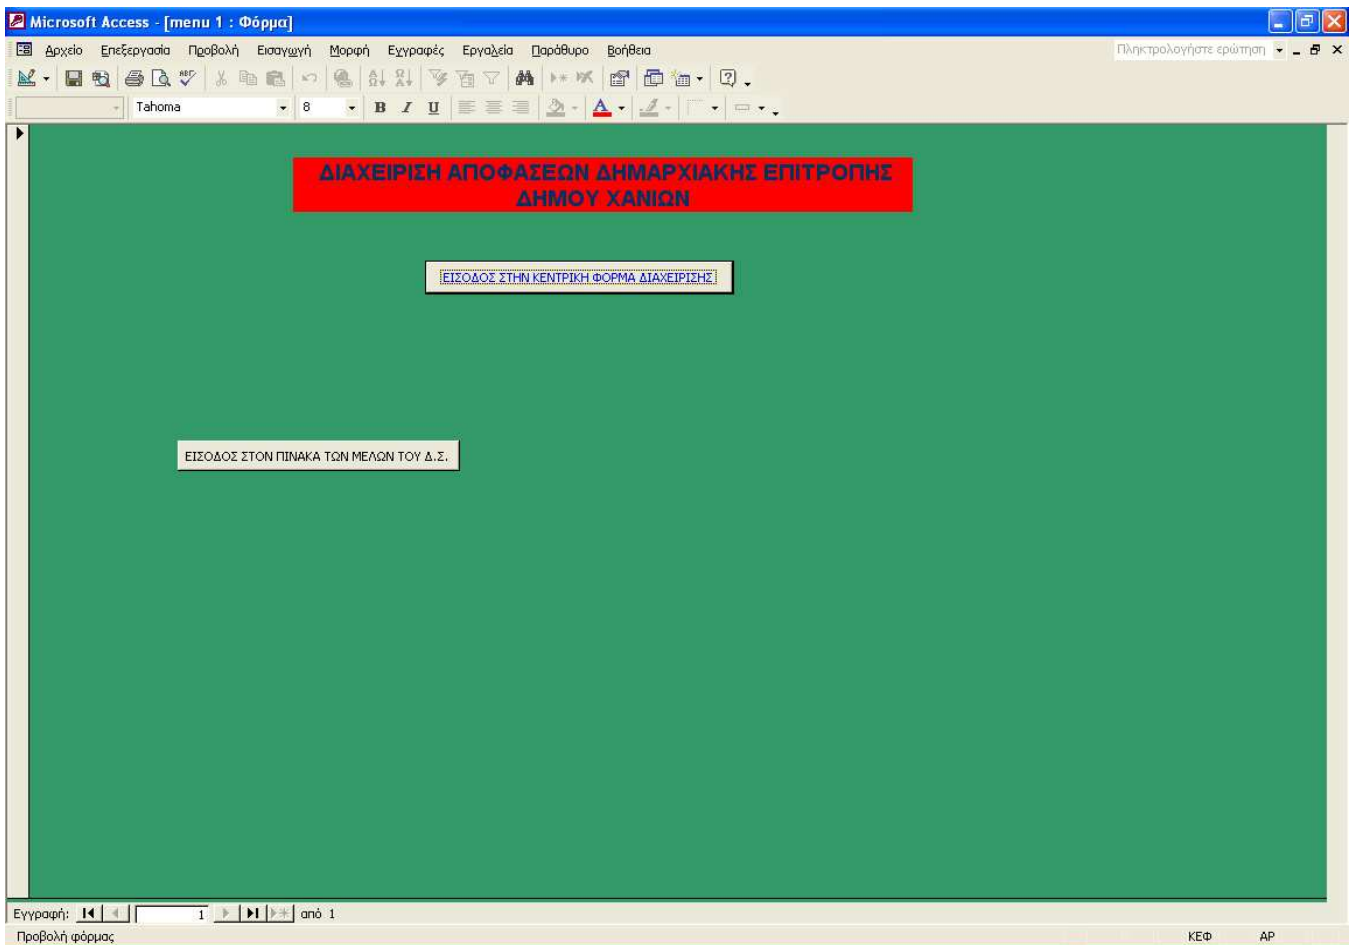 Microsoft Access - [menu 1 : Φόρμα]
Αρχείο Επεξεργασία Προβολή Εισαγωγή Μορφή Εγγραφές Εργαλεία Παράθυρο Βοήθεια Πληκτρολογήστε ερώτηση
Tahoma 8 B I U A
ΔΙΑΧΕΙΡΙΣΗ ΑΠΟΦΑΣΕΩΝ ΔΗΜΑΡΧΙΑΚΗΣ ΕΠΙΤΡΟΠΗΣ
ΔΗΜΟΥ ΧΑΝΙΩΝ
ΕΙΣΟΔΟΣ ΣΤΗΝ ΚΕΝΤΡΙΚΗ ΦΟΡΜΑ ΔΙΑΧΕΙΡΙΣΗΣ
ΕΙΣΟΔΟΣ ΣΤΟΝ ΠΙΝΑΚΑ ΤΩΝ ΜΕΛΩΝ ΤΟΥ Δ.Σ.
Εγγραφή: 1 από 1
Προβολή φόρμας ΚΕΦ ΑΡ